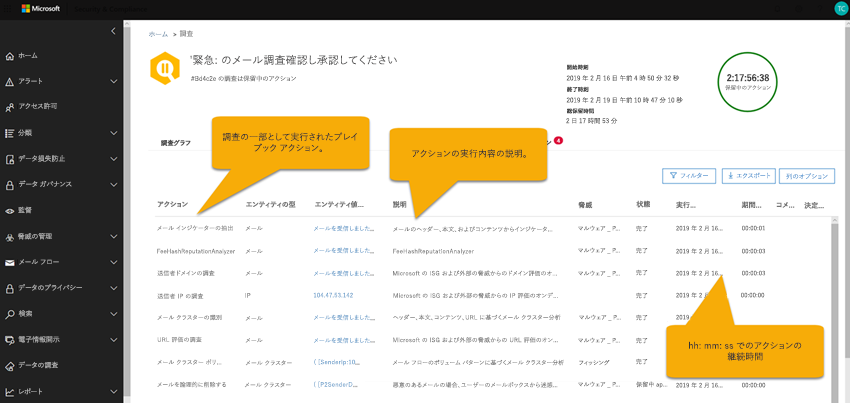 Microsoft
TC
ホーム
アラート
アクセス許可
分類
データ損失防止
データ ガバナンス
監督
脅威の管理
メール フロー
データのプライバシー
検索
電子情報開示
データの調査
レポート
ホーム > 調査
'緊急: のメール調査確認し承認してください
#8d4c2e の調査は保留中のアクション
開始時刻
2019 年 2 月 16 日 午前 4 時 50 分 32 秒
終了時刻
2019 年 2 月 19 日 午前 10 時 47 分 10 秒
総保留時間
2 日 17 時間 53 分
2:17:56:38
保留中のアクション
調査グラフ
4
調査の一部として実行されたプレイ
ブック アクション。
アクションの実行内容の説明。
フィルター エクスポート 列のオプション
アクション エンティティの型 エンティティ値... 説明 脅威 状態 実行... 期間... コメ... 決定...
メール インジケーターの抽出 メール メールを受信しました... メールのヘッダー、本文、およびコンテンツからインジケータ... マルウェア _ P... 完了 2019 年 2 月 16... 00:00:01
FeeHashReputationAnalyzer メール メールを受信しました... FeeHashReputationAnalyzer 完了 2019 年 2 月 16... 00:00:03
送信者ドメインの調査 メール メールを受信しました... Microsoft の ISG および外部の脅威からのドメイン評価のオ... マルウェア _ P... 完了 2019 年 2 月 16... 00:00:03
送信者 IP の調査 IP 104.47.53.142 Microsoft の ISG および外部の脅威からの IP 評価のオンデ... マルウェア _ P... 完了 2019 年 2 月 16... 00:00:00
メール クラスターの識別 メール メールを受信しました... ヘッダー、本文、コンテンツ、URL に基づくメール クラスター分析 マルウェア _ P... 完了 2019
URL 評価の調査 メール メールを受信しました... Microsoft の ISG および外部の脅威からの URL 評価のオン... マルウェア _ P... 完了
メール クラスター ボリ... メール クラスター ( (SenderIp:10... メール フローのボリューム パターンに基づくメール クラスター分析 フィッシング 完了
メールを論理的に削除する メール クラスター ( (P2SenderD... 悪意のあるメールの場合、ユーザーのメールボックスから迷惑... マルウェア _ P... 保留中 ap... 2019 年 2 月 16... 00:00:00
hh: mm: ss でのアクションの
継続時間